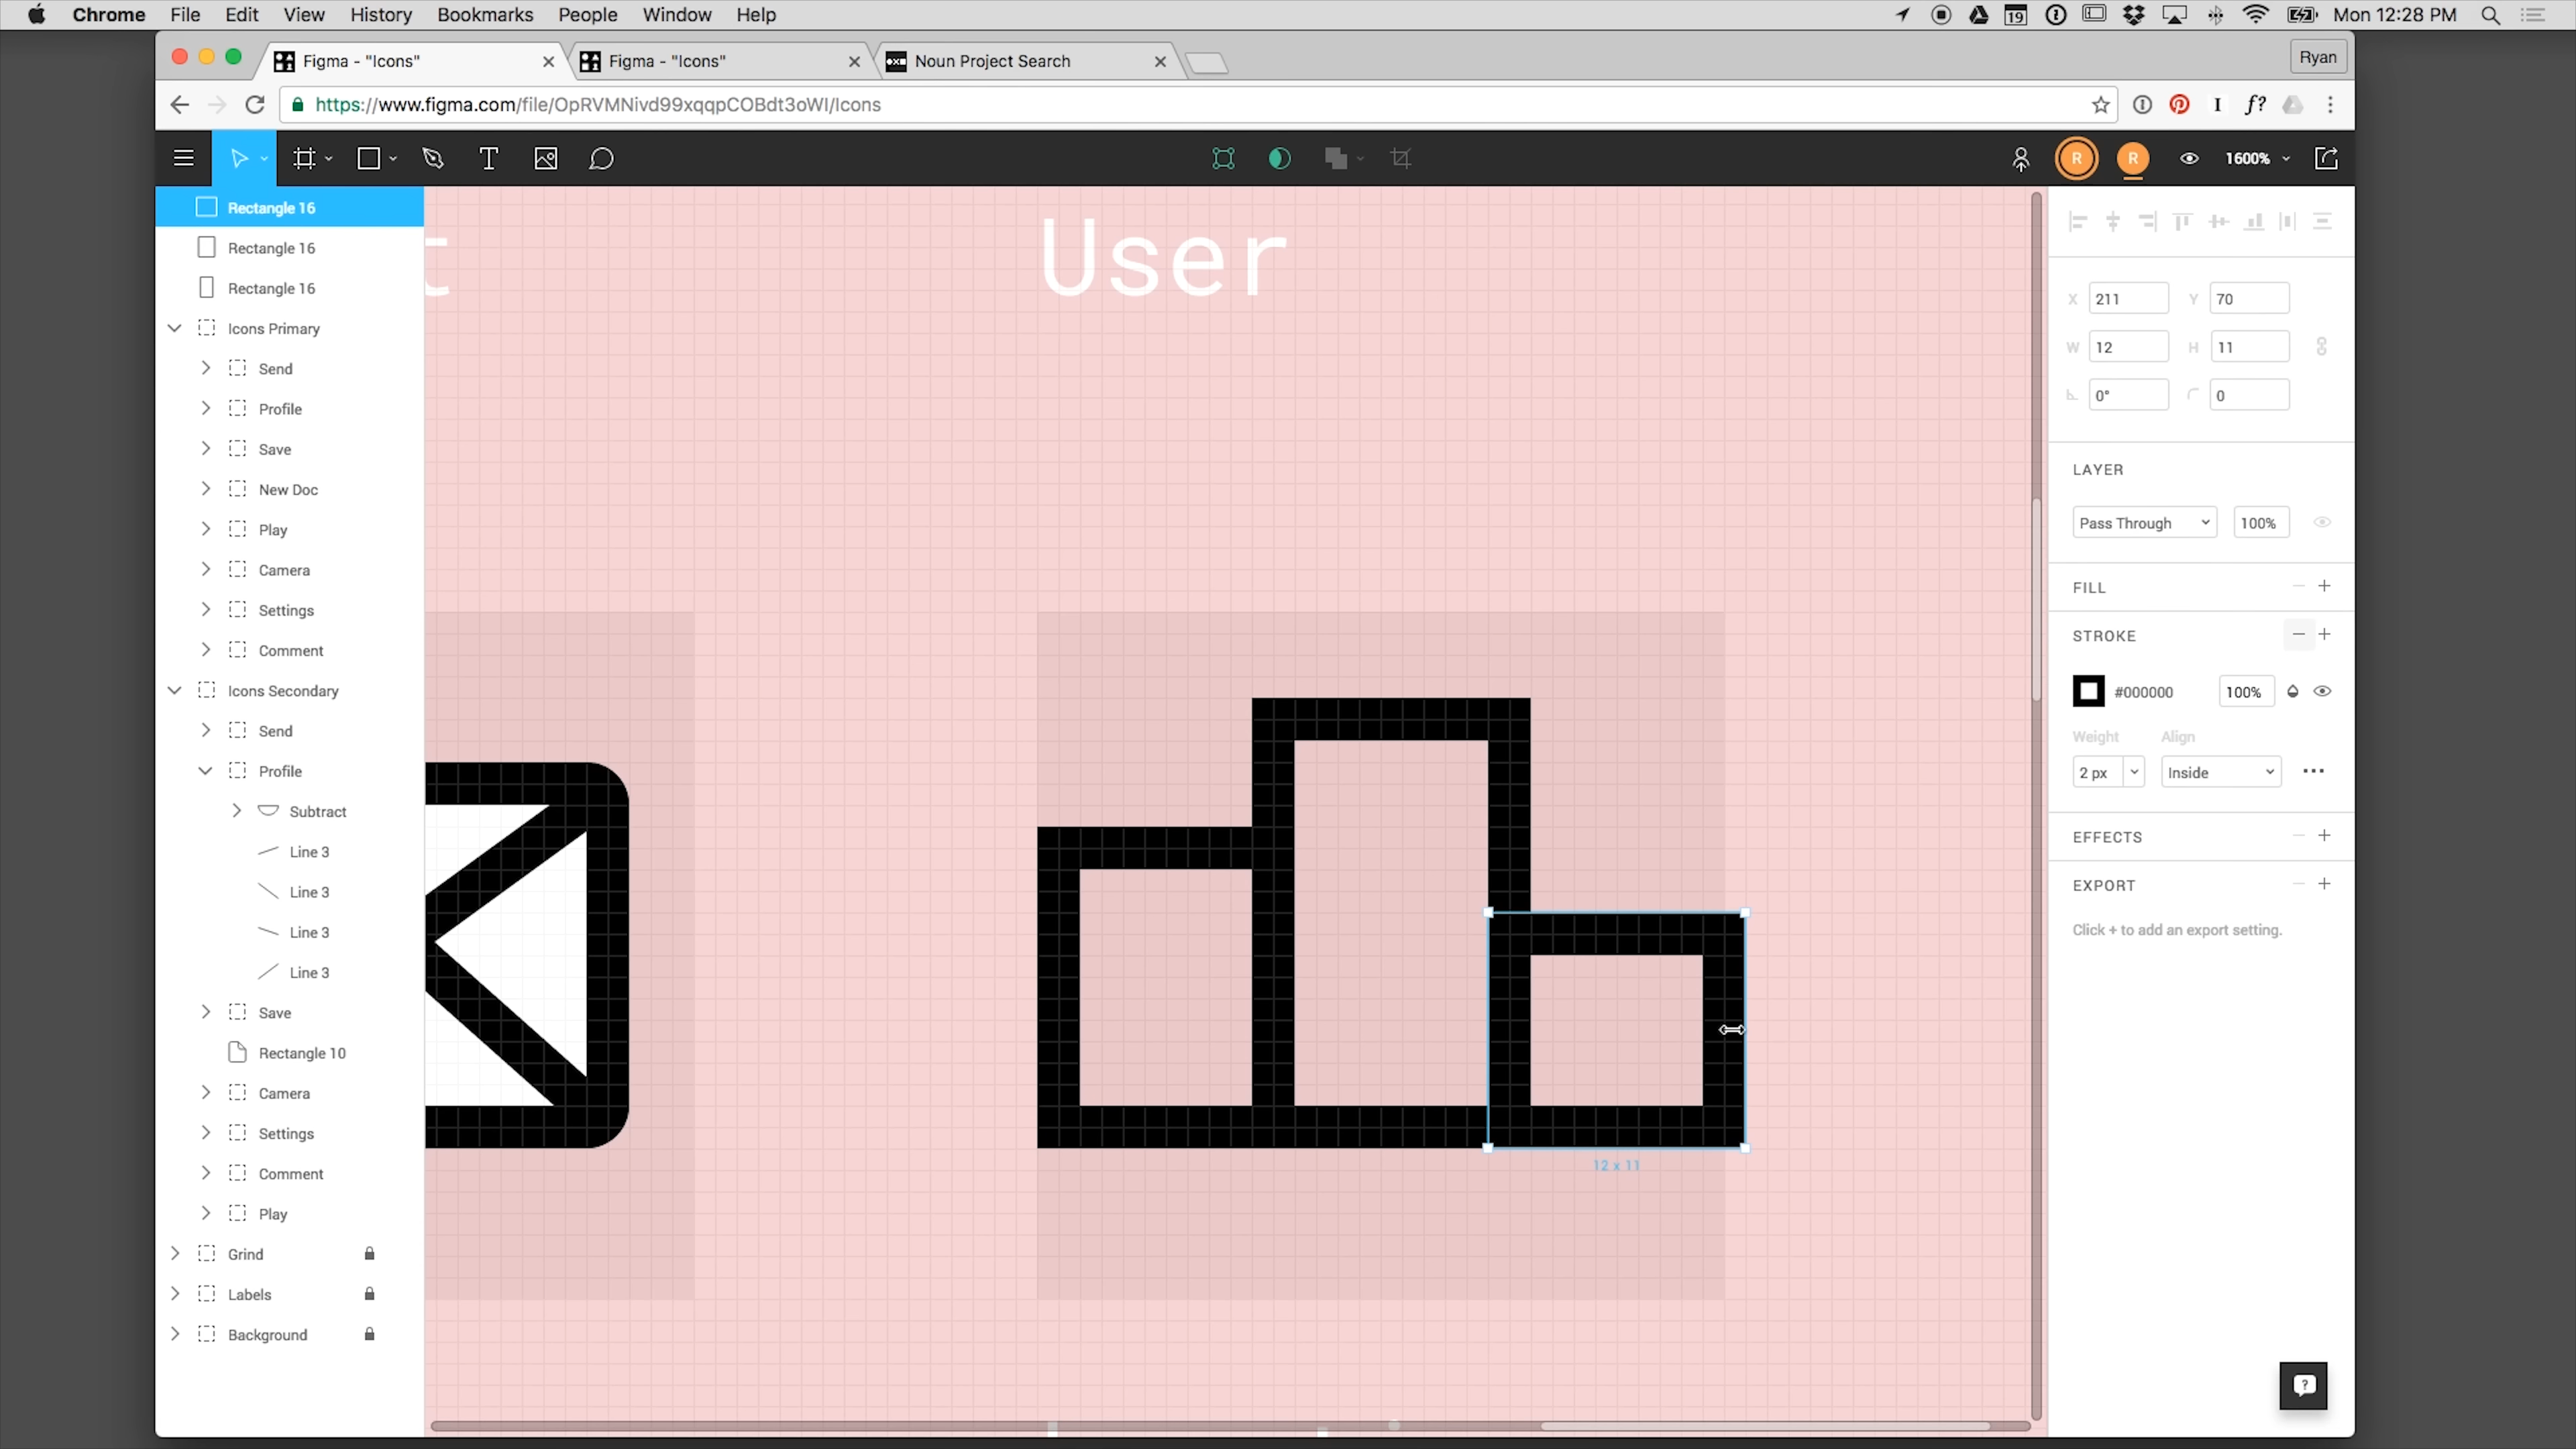 Chrome File Edit View History Bookmarks People Window Help
19
Mon 12:28 PM
Figma - "Icons"
Figma - "Icons"
Noun Project Search
Ryan
https://www.figma.com/file/OpRVMNivd99xqqpCOBdt3oWI/Icons
I
f?
T
R
R
1600%
Rectangle 16
Rectangle 16
Rectangle 16
Icons Primary
Send
Profile
Save
New Doc
Play
Camera
Settings
Comment
Icons Secondary
Send
Profile
Subtract
Line 3
Line 3
Line 3
Line 3
Save
Rectangle 10
Camera
Settings
Comment
Play
Grind
Labels
Background
t
User
12 x 11
X 211 Y 70
W 12 H 11
0° 0
LAYER
Pass Through 100%
FILL
STROKE
#000000 100%
Weight Align
2 px Inside
EFFECTS
EXPORT
Click + to add an export setting.
?